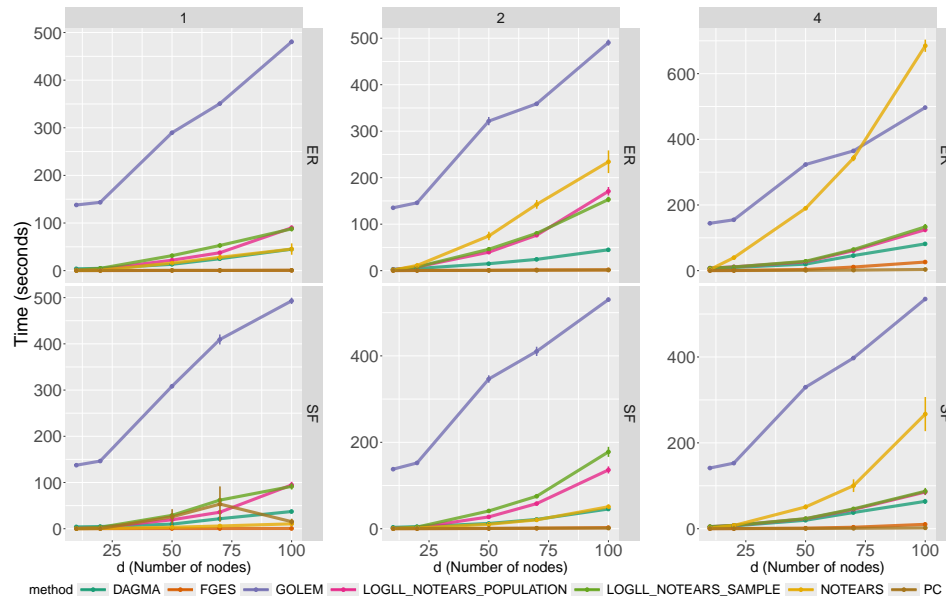 1 2 4
500
400
300
200
100
0
ER
500
400
300
200
100
0
ER
600
400
200
0
ER
Time (seconds)
500
400
300
200
100
0
SF
400
200
0
SF
400
200
0
SF
25 50 75 100
25 50 75 100
25 50 75 100
d (Number of nodes) d (Number of nodes) d (Number of nodes)
method DAGMA FGES GOLEM LOGLL_NOTEARS_POPULATION LOGLL_NOTEARS_SAMPLE NOTEARS PC